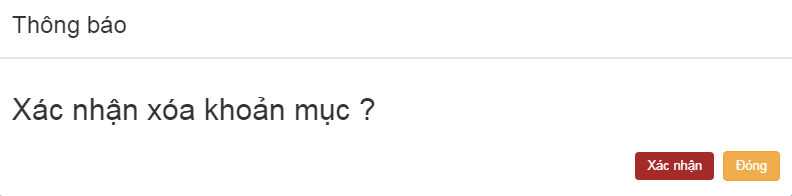 Thông báo
Xác nhận xóa khoản mục ?
Xác nhận Đóng